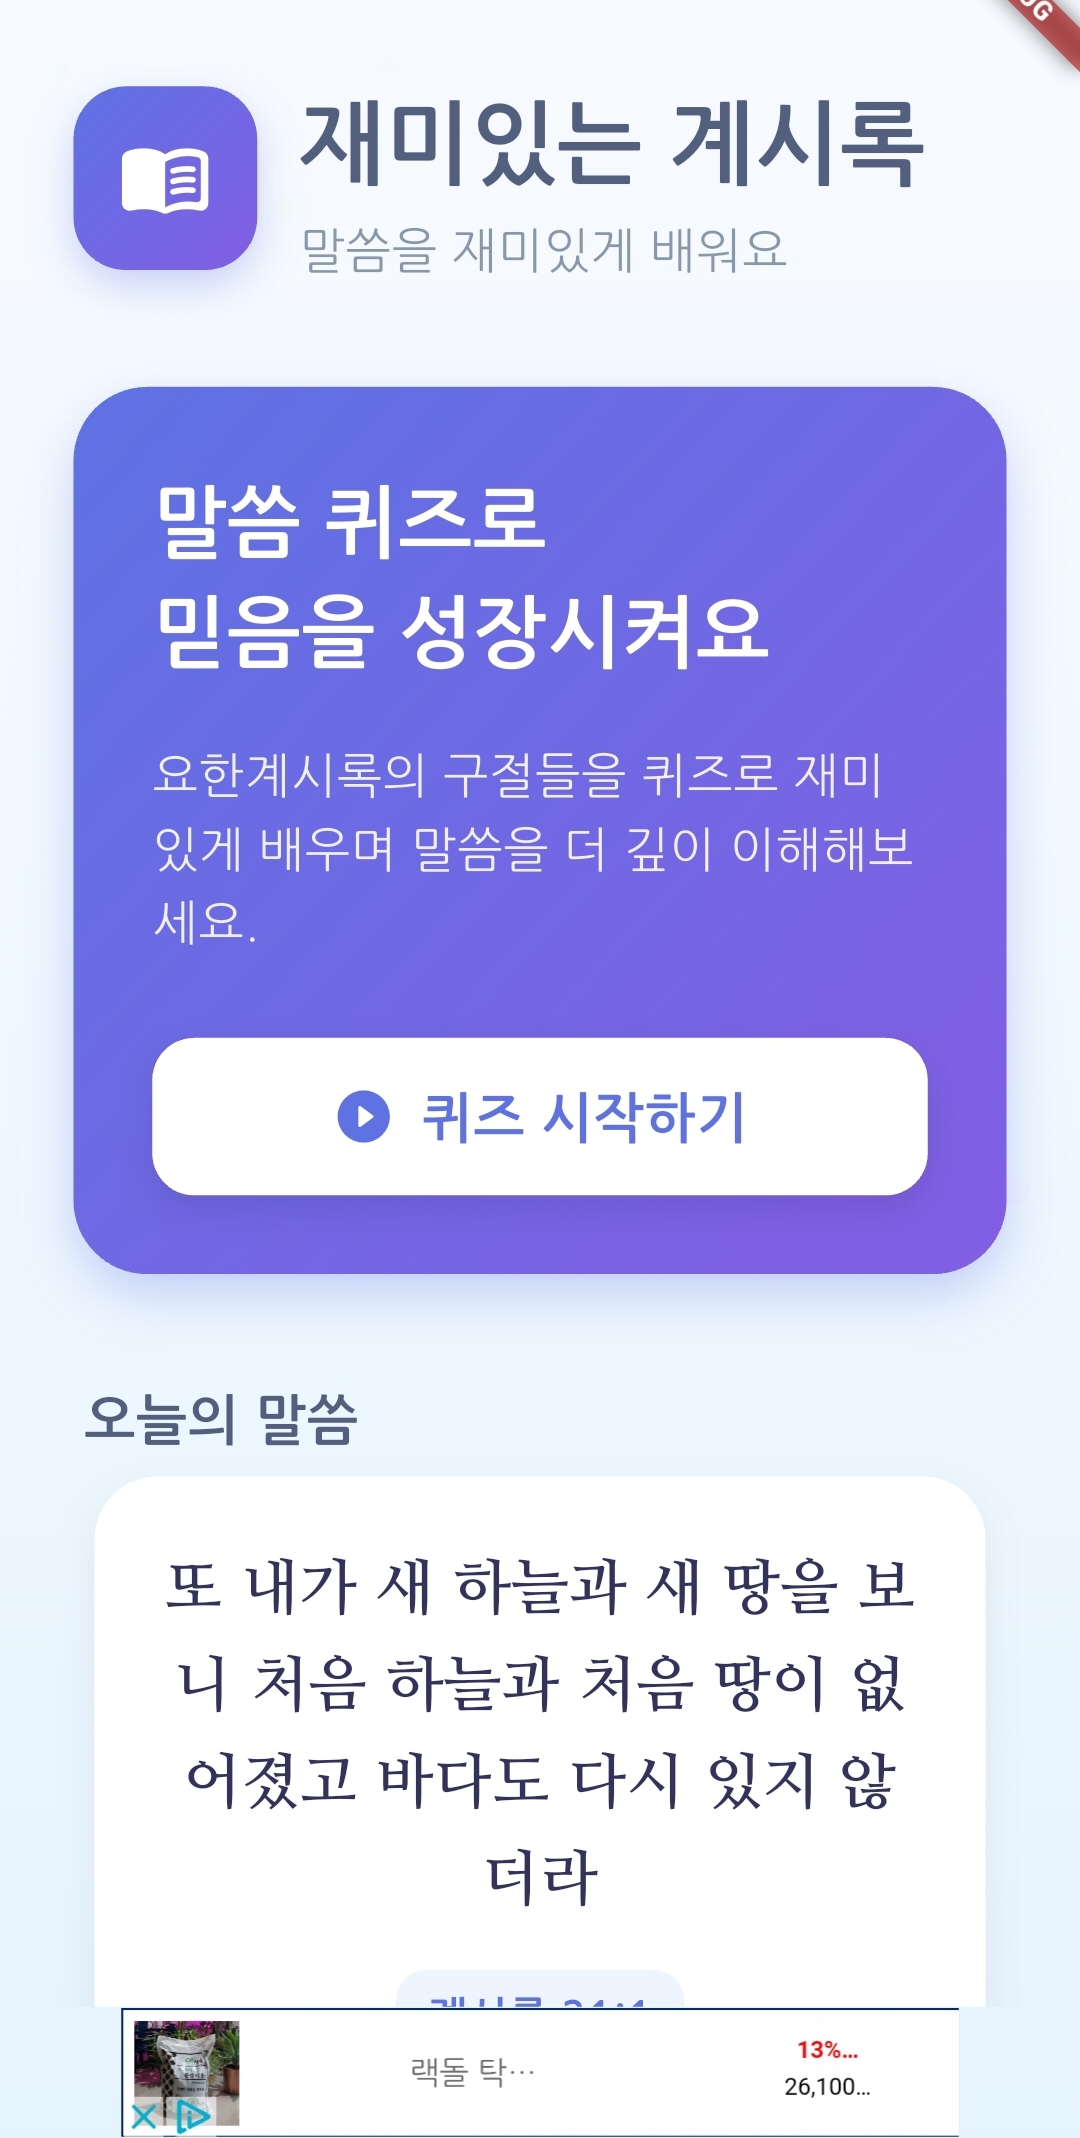 재미있는 계시록
말씀을 재미있게 배워요
말씀 퀴즈로
믿음을 성장시켜요
요한계시록의 구절들을 퀴즈로 재미
있게 배우며 말씀을 더 깊이 이해해보
세요.
퀴즈 시작하기
오늘의 말씀
또 내가 새 하늘과 새 땅을 보
니 처음 하늘과 처음 땅이 없
어졌고 바다도 다시 있지 않
더라
랙돌 탁…
13%...
26,100...